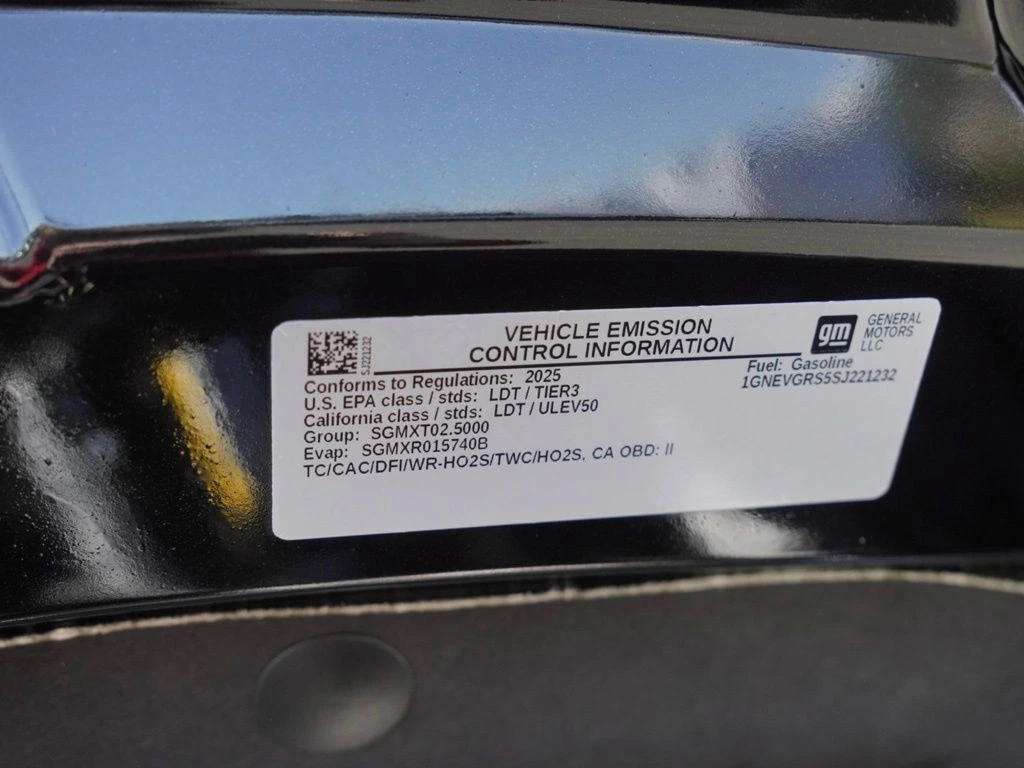 VEHICLE EMISSION
CONTROL INFORMATION
gm
GENERAL
MOTORS
LLC
SJ221232
Fuel: Gasoline
1GNEVGRS5SJ221232
Conforms to Regulations: 2025
U.S. EPA class / stds: LDT / TIER3
California class / stds: LDT / ULEV50
Group: SGMXT02.5000
Evap: SGMXR015740B
TC/CAC/DFI/WR-HO2S/TWC/HO2S, CA OBD: II